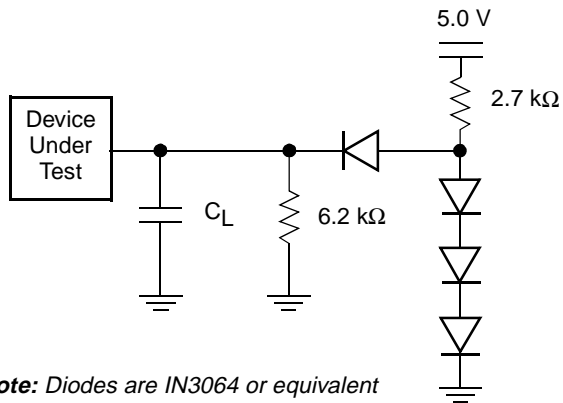 5.0 V
2.7 kΩ
Device
Under
Test
CL
6.2 kΩ
ote: Diodes are IN3064 or equivalent